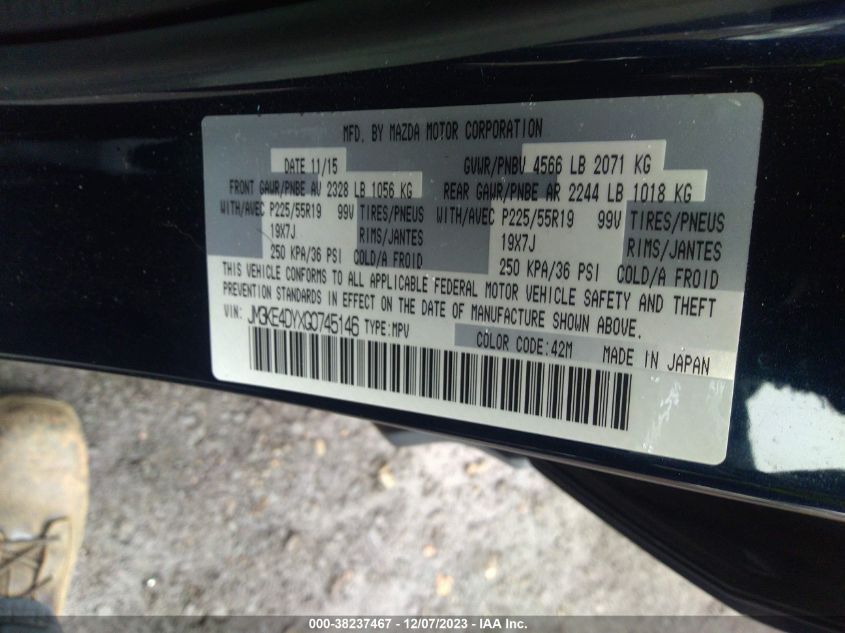 MFD. BY MAZDA MOTOR CORPORATION
DATE 11/15 GVWR/PNBV 4566 LB 2071 KG
FRONT GAWR/PNBE AV 2328 LB 1056 KG REAR GAWR/PNBE AR 2244 LB 1018 KG
WITH/AVEC P225/55R19 99V TIRES/PNEUS WITH/AVEC P225/55R19 99V TIRES/PNEUS
19X7J RIMS/JANTES 19X7J RIMS/JANTES
250 KPA/36 PSI COLD/A FROID 250 KPA/36 PSI COLD/A FROID
THIS VEHICLE CONFORMS TO ALL APPLICABLE FEDERAL MOTOR VEHICLE SAFETY AND THEFT
PREVENTION STANDARDS IN EFFECT ON THE DATE OF MANUFACTURE SHOWN ABOVE.
VIN: JM3KE4DYXG0745146 TYPE:MPV
COLOR CODE:42M MADE IN JAPAN
000-38237467 - 12/07/2023 - IAA Inc.